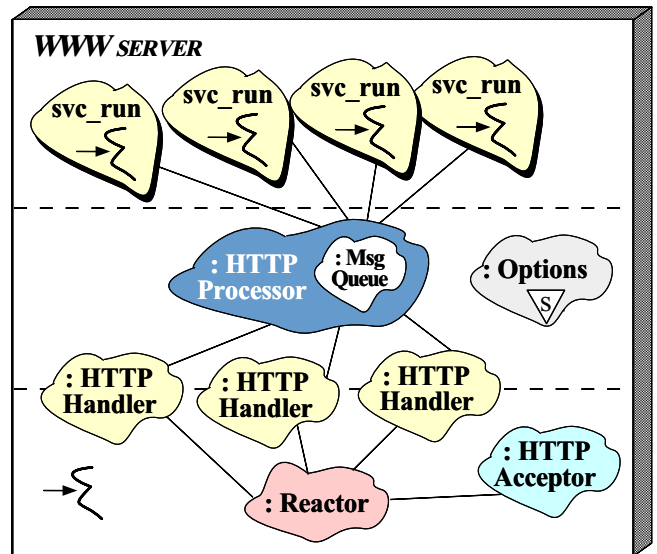 WWW SERVER
svc_run
svc_run
svc_run
svc_run
: HTTP
Processor
: Msg
Queue
: Options
S
: HTTP
Handler
: HTTP
Handler
: HTTP
Handler
: HTTP
Acceptor
: Reactor